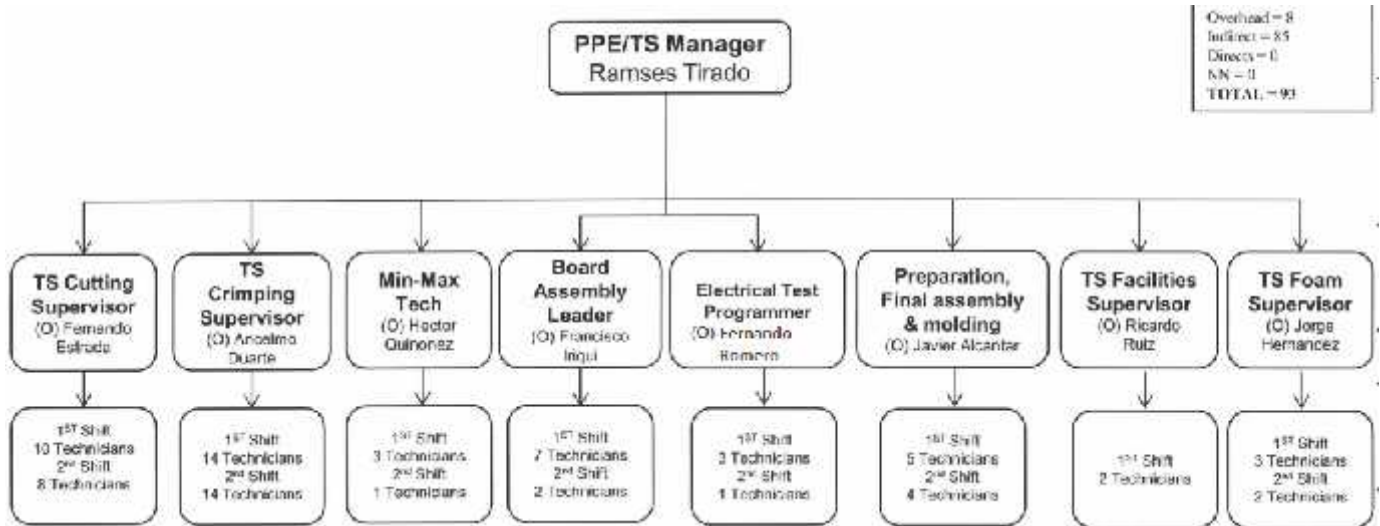 Overhead = 8
Indirect = 85
Directs = 0
NN = 0
TOTAL = 93
PPE/TS Manager
Ramses Tirado
TS Cutting
Supervisor
(O) Fernando
Estrada
TS
Crimping
Supervisor
(O) Anselmo
Duarte
Min-Max
Tech
(O) Hector
Quinonez
Board
Assembly
Leader
(O) Francisco
Electrical Test
Programmer
(O) Fernando
Romero
Preparation,
Final assembly
& molding
(O) Javier Alcantar
TS Facilities
Supervisor
(O) Ricardo
Ruiz
TS Foam
Supervisor
(O) Jorge
Hernandez
1ST Shift
10 Technicians
2nd Shift
8 Technicians
1ST Shift
14 Technicians
2nd Shift
14 Technicians
1ST Shift
3 Technicians
2nd Shift
1 Technicians
1ST Shift
7 Technicians
2nd Shift
2 Technicians
1ST Shift
3 Technicians
2nd Shift
1 Technicians
1ST Shift
5 Technicians
2nd Shift
4 Technicians
1ST Shift
2 Technicians
1ST Shift
3 Technicians
2nd Shift
2 Technicians